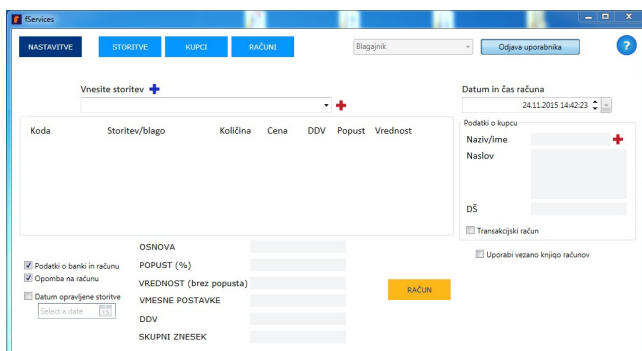 fServices
NASTAVITVE STORITVE KUPCI RAČUNI Blagajnik Odjava uporabnika ?
Vnesite storitev
Datum in čas računa
24.11.2015 14:42:23
Koda Storitev/blago Količina Cena DDV Popust Vrednost
Podatki o kupcu
Naziv/ime
Naslov
DŠ
Transakcijski račun
Uporabi vezano knjigo računov
OSNOVA
Podatki o banki in računu POPUST (%)
Opomba na računu VREDNOST (brez popusta)
RAČUN
Datum opravljene storitve VMESNE POSTAVKE
Select a date 15 DDV
SKUPNI ZNESEK